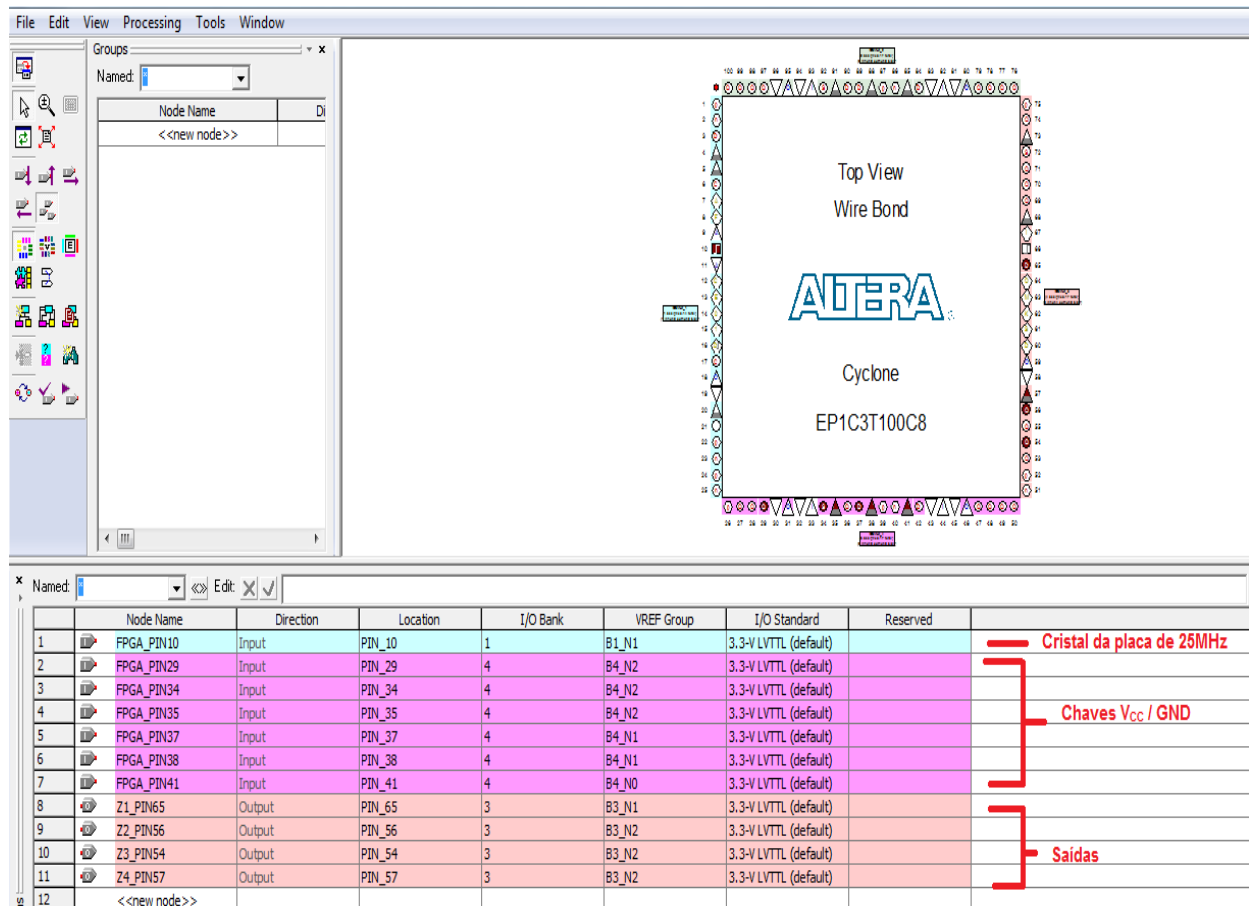 File Edit View Processing Tools Window
Groups
Named: *
Node Name Di
<<new node>>
Top View
Wire Bond
ALTERA
Cyclone
EP1C3T100C8
Named: * Edit:
Node Name Direction Location I/O Bank VREF Group I/O Standard Reserved
1 FPGA_PIN10 Input PIN_10 1 B1_N1 3.3-V LVTTL (default) Cristal da placa de 25MHz
2 FPGA_PIN29 Input PIN_29 4 B4_N2 3.3-V LVTTL (default)
3 FPGA_PIN34 Input PIN_34 4 B4_N2 3.3-V LVTTL (default)
4 FPGA_PIN35 Input PIN_35 4 B4_N2 3.3-V LVTTL (default) Chaves VCC / GND
5 FPGA_PIN37 Input PIN_37 4 B4_N1 3.3-V LVTTL (default)
6 FPGA_PIN38 Input PIN_38 4 B4_N1 3.3-V LVTTL (default)
7 FPGA_PIN41 Input PIN_41 4 B4_N0 3.3-V LVTTL (default)
8 Z1_PIN65 Output PIN_65 3 B3_N1 3.3-V LVTTL (default)
9 Z2_PIN56 Output PIN_56 3 B3_N2 3.3-V LVTTL (default)
10 Z3_PIN54 Output PIN_54 3 B3_N2 3.3-V LVTTL (default) Saídas
11 Z4_PIN57 Output PIN_57 3 B3_N2 3.3-V LVTTL (default)
12 <<new node>>